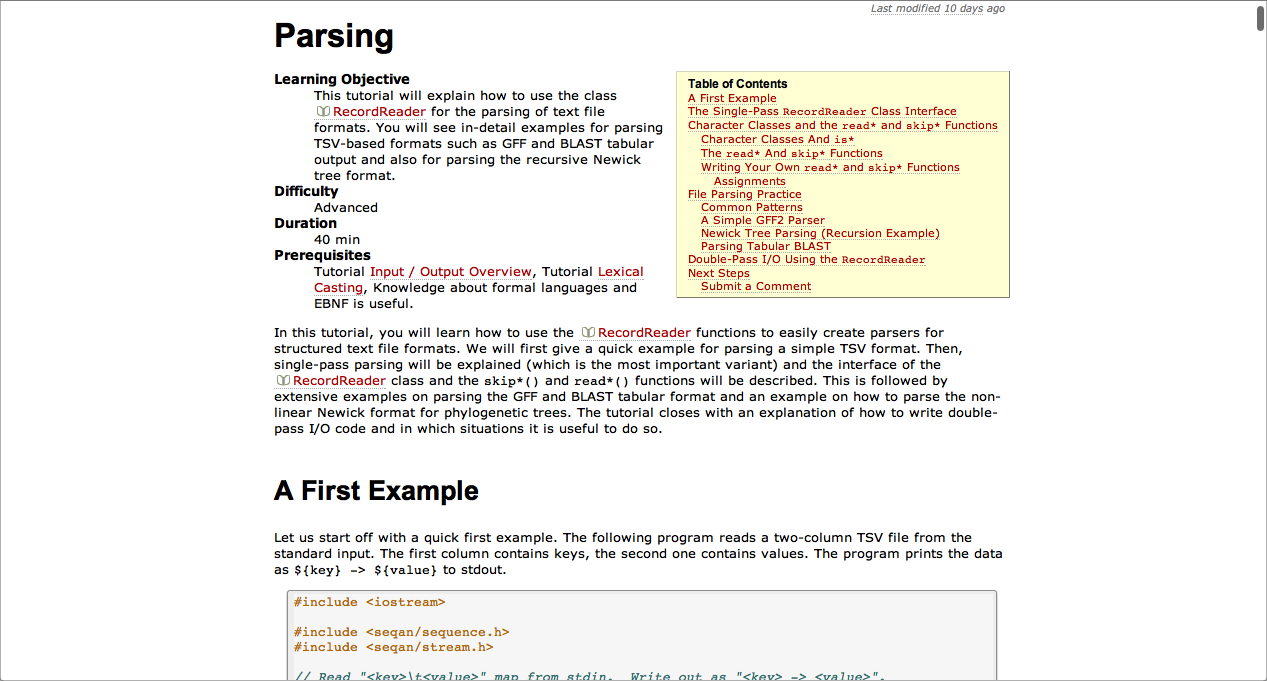 Last modified 10 days ago
Parsing
Learning Objective
This tutorial will explain how to use the class
RecordReader for the parsing of text file
formats. You will see in-detail examples for parsing
TSV-based formats such as GFF and BLAST tabular
output and also for parsing the recursive Newick
tree format.
Difficulty
Advanced
Duration
40 min
Prerequisites
Tutorial Input / Output Overview, Tutorial Lexical
Casting, Knowledge about formal languages and
EBNF is useful.
Table of Contents
A First Example
The Single-Pass RecordReader Class Interface
Character Classes and the read* and skip* Functions
Character Classes And is*
The read* And skip* Functions
Writing Your Own read* and skip* Functions
Assignments
File Parsing Practice
Common Patterns
A Simple GFF2 Parser
Newick Tree Parsing (Recursion Example)
Parsing Tabular BLAST
Double-Pass I/O Using the RecordReader
Next Steps
Submit a Comment
In this tutorial, you will learn how to use the RecordReader functions to easily create parsers for
structured text file formats. We will first give a quick example for parsing a simple TSV format. Then,
single-pass parsing will be explained (which is the most important variant) and the interface of the
RecordReader class and the skip*() and read*() functions will be described. This is followed by
extensive examples on parsing the GFF and BLAST tabular format and an example on how to parse the non-
linear Newick format for phylogenetic trees. The tutorial closes with an explanation of how to write double-
pass I/O code and in which situations it is useful to do so.
A First Example
Let us start off with a quick first example. The following program reads a two-column TSV file from the
standard input. The first column contains keys, the second one contains values. The program prints the data
as ${key} -> ${value} to stdout.
#include <iostream>
#include <seqan/sequence.h>
#include <seqan/stream.h>
// Read "<key>\t<value>" map from stdin.  Write out as "<key> -> <value>".